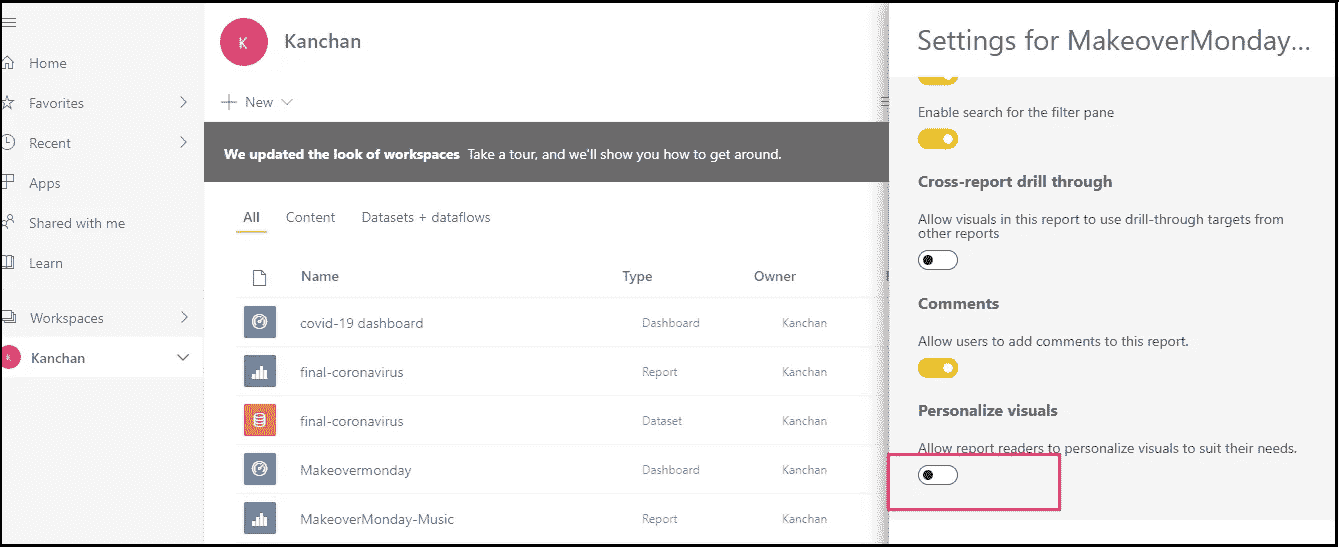 Home
Favorites
Recent
Apps
Shared with me
Learn
Workspaces
K Kanchan
K Kanchan
New
We updated the look of workspaces Take a tour, and we'll show you how to get around.
All Content Datasets + dataflows
Name Type Owner
covid-19 dashboard Dashboard Kanchan
final-coronavirus Report Kanchan
final-coronavirus Dataset Kanchan
Makeovermonday Dashboard Kanchan
MakeoverMonday-Music Report Kanchan
Settings for MakeoverMonday...
Enable search for the filter pane
Cross-report drill through
Allow visuals in this report to use drill-through targets from
other reports
Comments
Allow users to add comments to this report.
Personalize visuals
Allow report readers to personalize visuals to suit their needs.